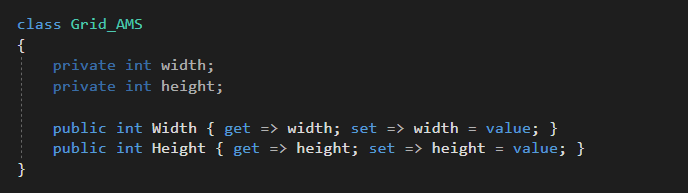 class Grid_AMS
{
    private int width;
    private int height;

    public int Width { get => width; set => width = value; }
    public int Height { get => height; set => height = value; }
}